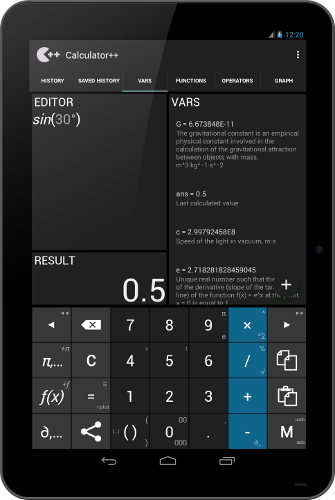 12:20
++ Calculator++
HISTORY SAVED HISTORY VARS FUNCTIONS OPERATORS GRAPH
EDITOR
sin(30°)
RESULT
0.5
VARS
G = 6.673848E-11
The gravitational constant is an empirical
physical constant involved in the
calculation of the gravitational attraction
between objects with mass.
m^3·kg^-1·s^-2
ans = 0.5
Last calculated value
c = 2.99792458E8
Speed of the light in vacuum, m·s
e = 2.718281828459045
Unique real number such that the
of the derivative (slope of the tan
line) of the function f(x) = e^x at the
x = 0 is equal to 1
+
7 8 9 π e × ^ ^2
π,... +π C 4 x 5 y 6 t / % √
f(x) +f = ≡ +plot 1 2 3 +
∂,... () ( ) 0 00 000 . , - ∂,.. M undo redo